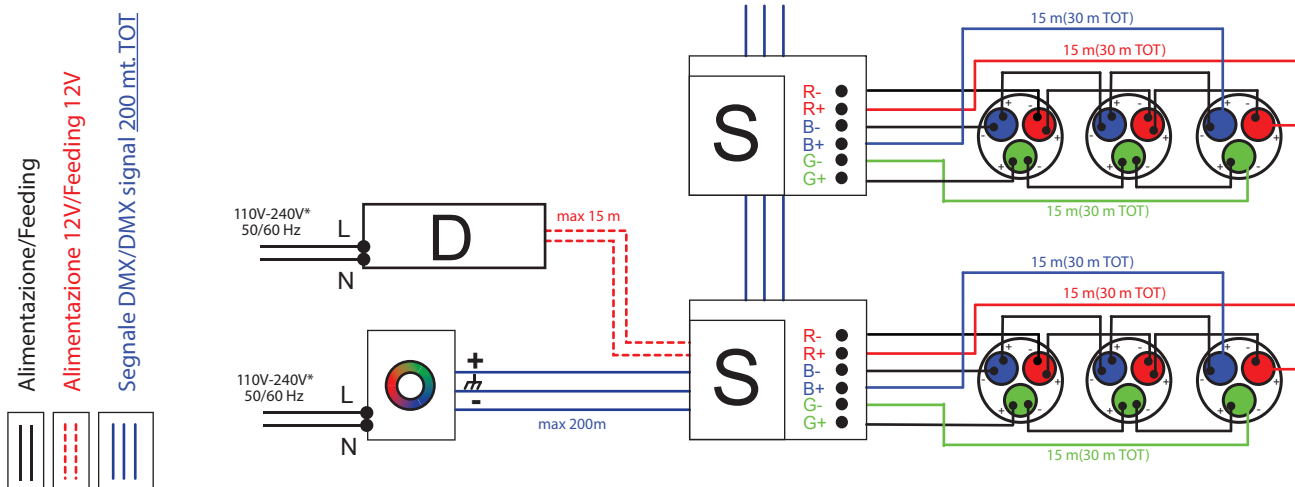 Alimentazione/Feeding
Alimentazione 12V/Feeding 12V
Segnale DMX/DMX signal 200 mt. TOT
110V-240V*
50/60 Hz
L
N
D
max 15 m
110V-240V*
50/60 Hz
L
N
+
-
max 200m
S
R-
R+
B-
B+
G-
G+
15 m(30 m TOT)
15 m(30 m TOT)
+ - + - + -
- + - + - +
+ - + - + -
15 m(30 m TOT)
S
R-
R+
B-
B+
G-
G+
15 m(30 m TOT)
15 m(30 m TOT)
+ - + - + -
- + - + - +
+ - + - + -
15 m(30 m TOT)